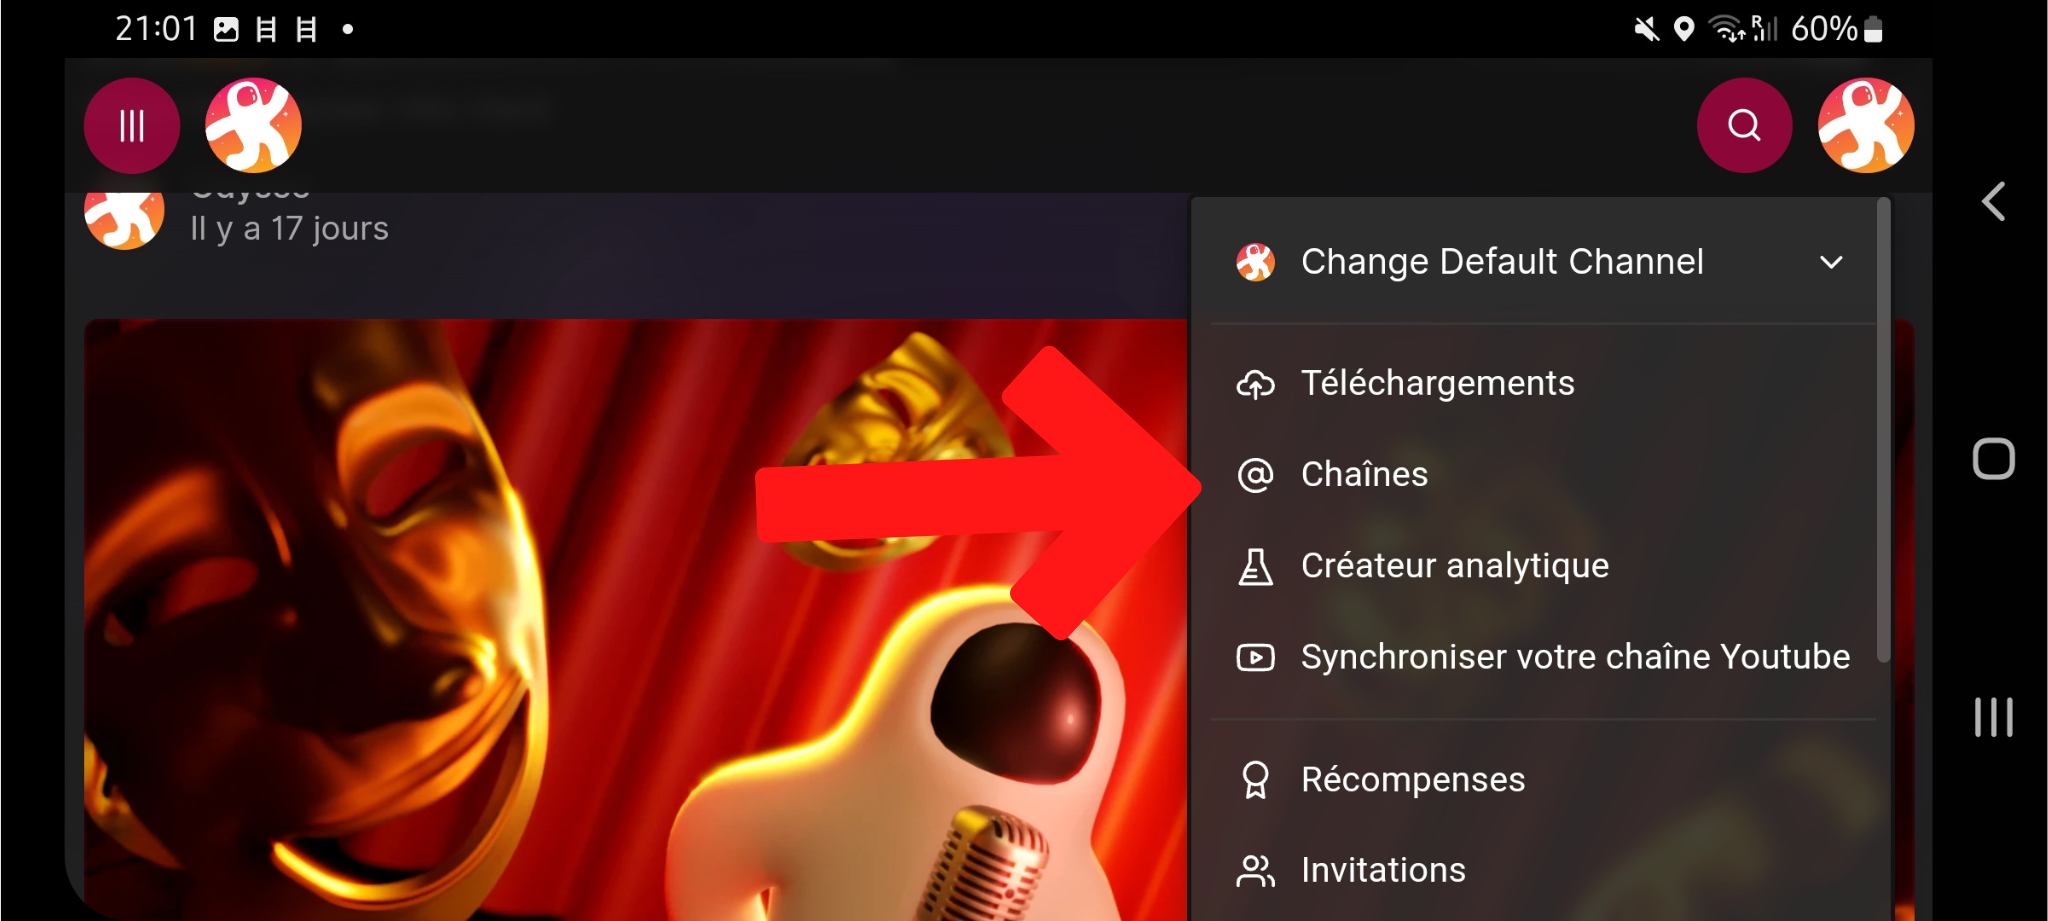 21:01
R
60%
Il y a 17 jours
Change Default Channel
Téléchargements
Chaînes
Créateur analytique
Synchroniser votre chaîne Youtube
Récompenses
Invitations